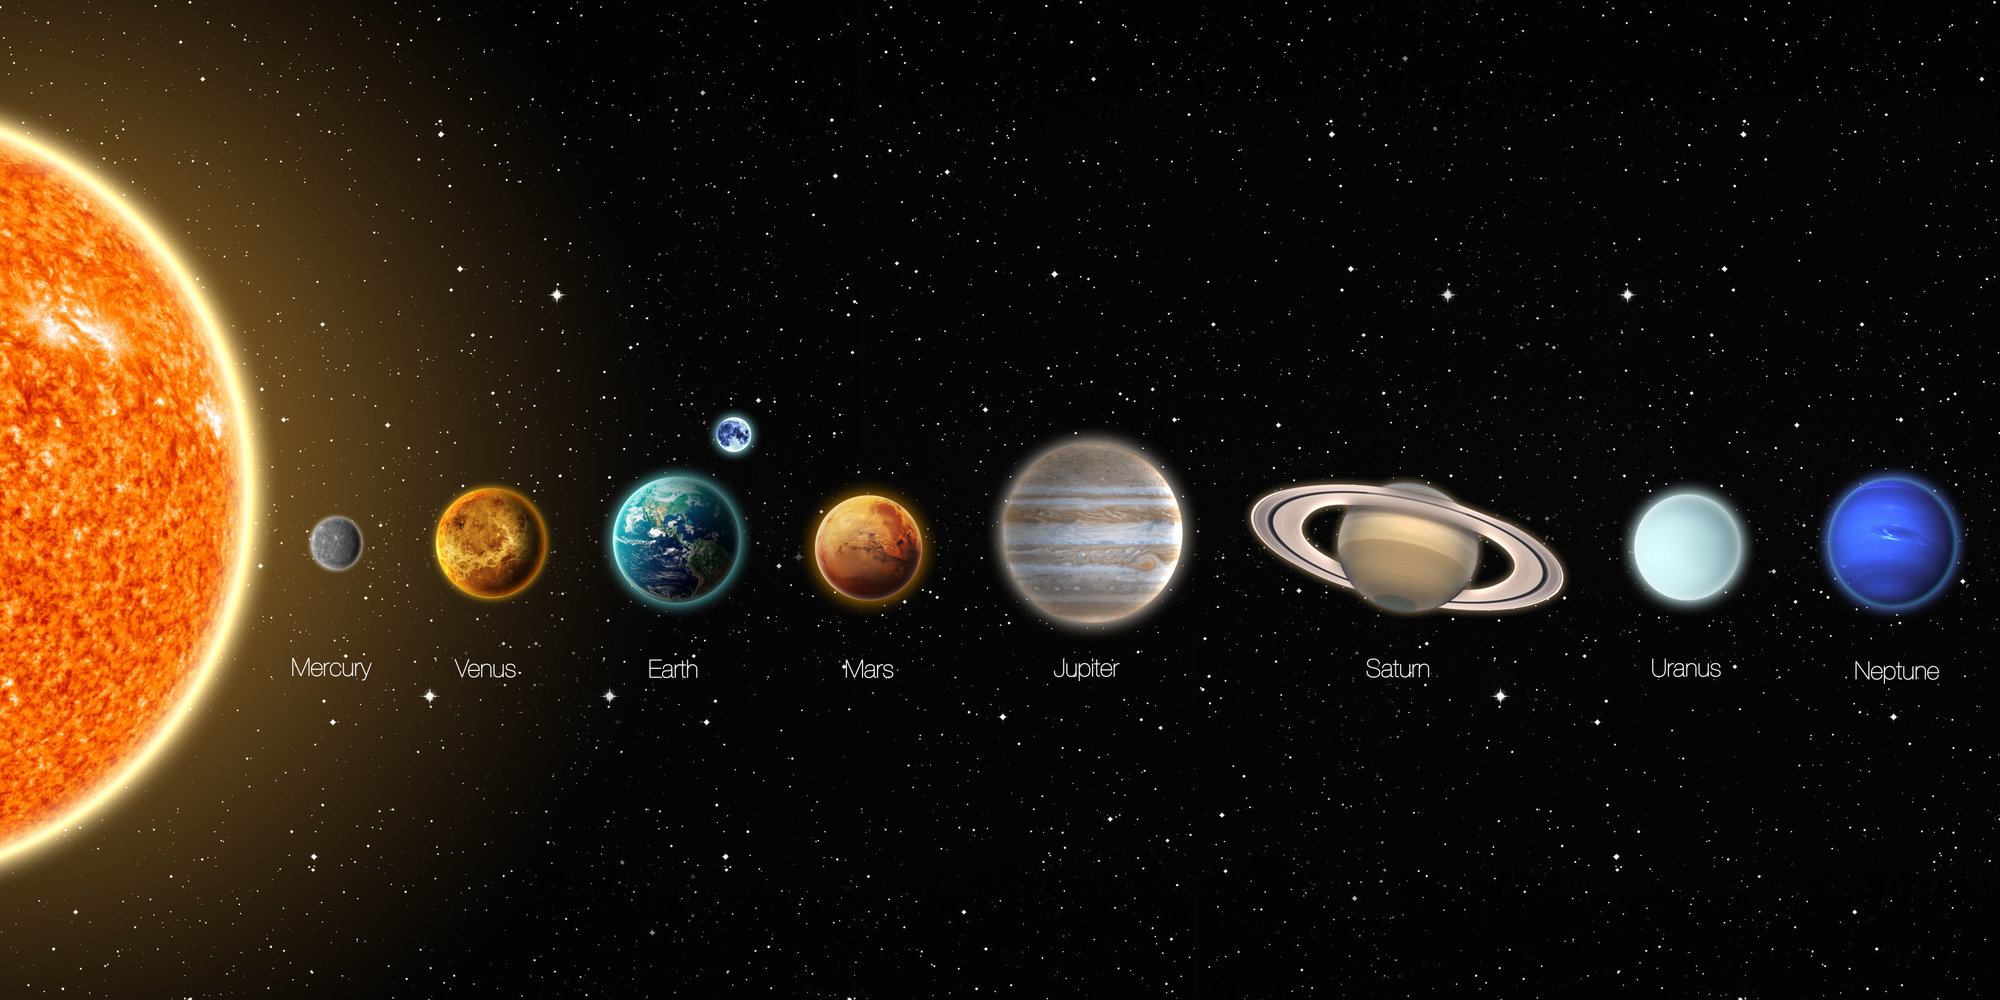 Mercury
Venus
Earth
Mars
Jupiter
Saturn
Uranus
Neptune